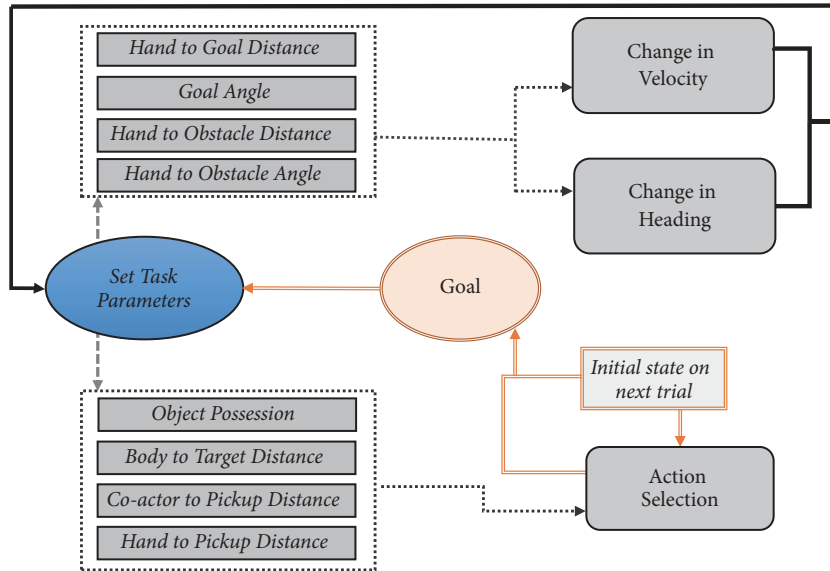 Hand to Goal Distance
Goal Angle
Hand to Obstacle Distance
Hand to Obstacle Angle
Change in
Velocity
Change in
Heading
Set Task
Parameters
Goal
Initial state on
next trial
Object Possession
Body to Target Distance
Co-actor to Pickup Distance
Hand to Pickup Distance
Action
Selection